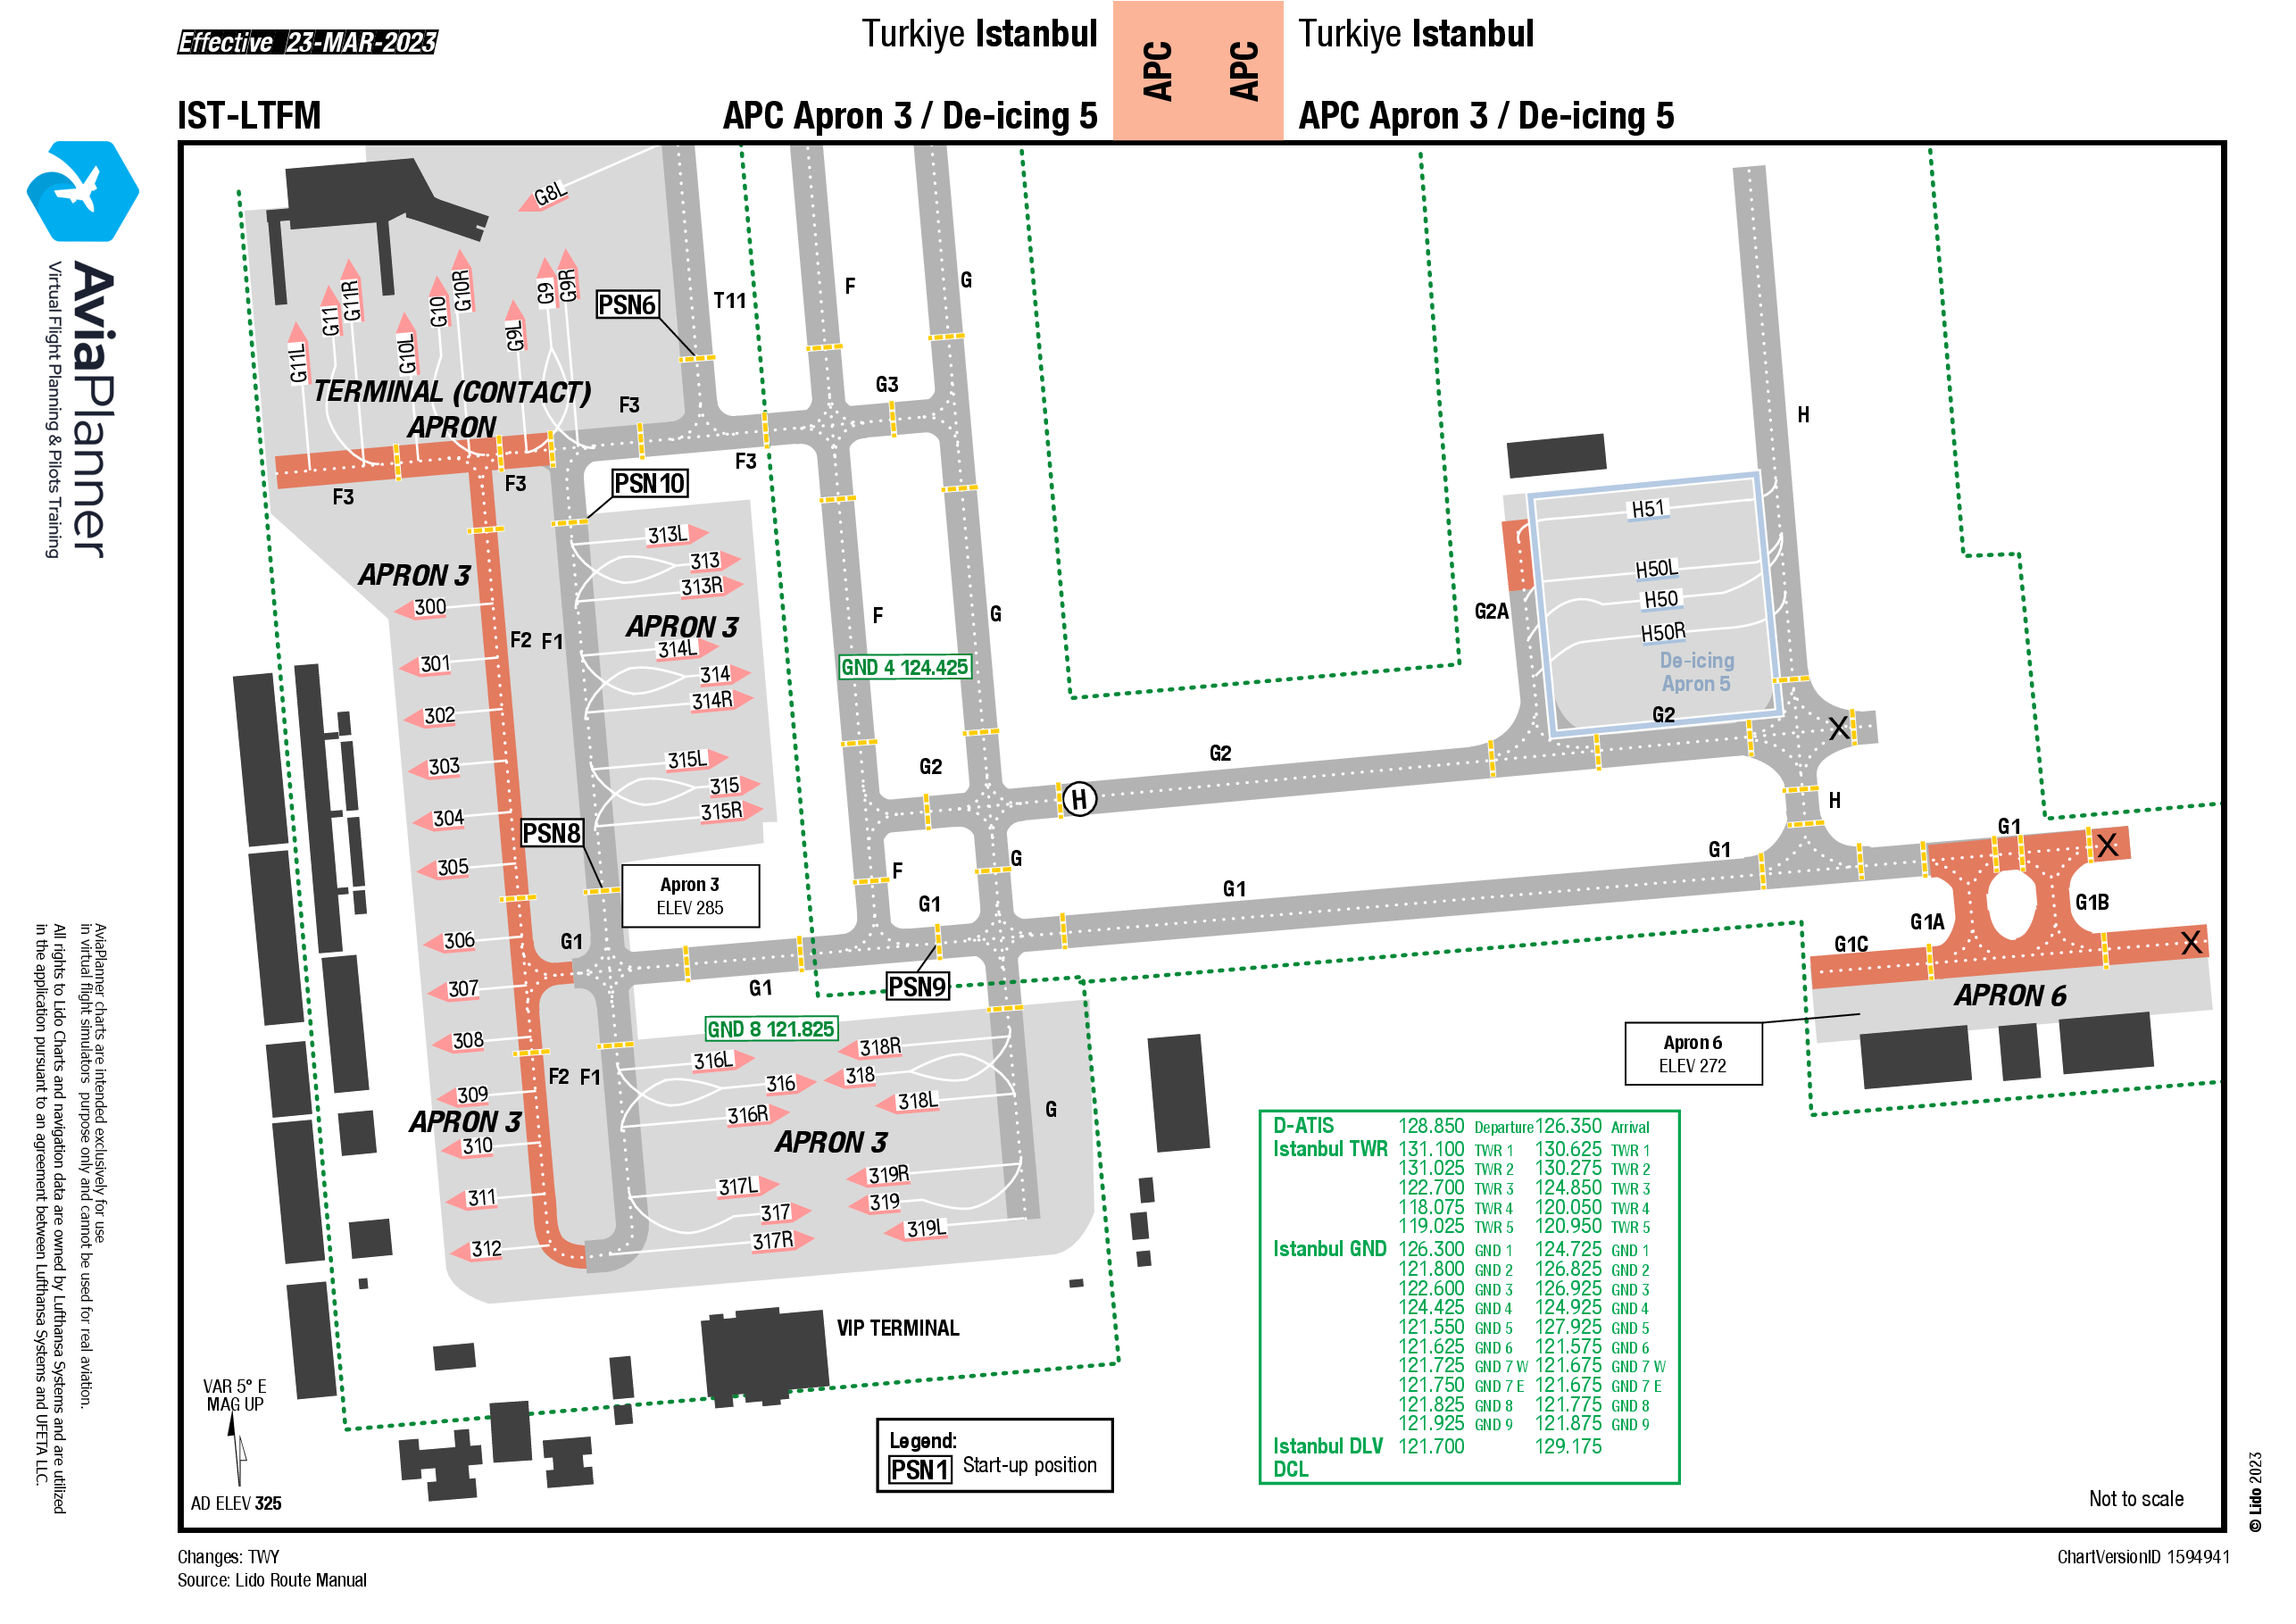 Effective 23-MAR-2023
Turkiye Istanbul
APC
APC
Turkiye Istanbul
IST-LTFM
APC Apron 3 / De-icing 5
APC Apron 3 / De-icing 5
AviaPlanner
Virtual Flight Planning & Pilots Training
G8L
G11L
G11
G11R
G10L
G10
G10R
G9L
G9
G9R
PSN6
T11
F
G
G3
TERMINAL (CONTACT)
APRON
F3
F3
F3
F3
PSN10
H
H51
H50L
H50
H50R
De-icing
Apron 5
G2A
G2
X
313L
313
313R
APRON 3
APRON 3
300
301
302
303
304
305
306
307
308
309
310
311
312
F2
F1
314L
314
314R
315L
315
315R
F
G
GND 4 124.425
PSN8
G2
G2
H
H
Apron 3
ELEV 285
F
G
G1
G1
G1
G1
G1
G1
X
G1A
G1B
G1C
X
APRON 6
Apron 6
ELEV 272
PSN9
GND 8 121.825
F2
F1
APRON 3
316L
316
316R
APRON 3
317L
317
317R
318R
318
318L
319R
319
319L
G
VIP TERMINAL
D-ATIS 128.850 Departure 126.350 Arrival
Istanbul TWR 131.100 TWR 1 130.625 TWR 1
131.025 TWR 2 130.275 TWR 2
122.700 TWR 3 124.850 TWR 3
118.075 TWR 4 120.050 TWR 4
119.025 TWR 5 120.950 TWR 5
Istanbul GND 126.300 GND 1 124.725 GND 1
121.800 GND 2 126.825 GND 2
122.600 GND 3 126.925 GND 3
124.425 GND 4 124.925 GND 4
121.550 GND 5 127.925 GND 5
121.625 GND 6 121.575 GND 6
121.725 GND 7 W 121.675 GND 7 W
121.750 GND 7 E 121.675 GND 7 E
121.825 GND 8 121.775 GND 8
121.925 GND 9 121.875 GND 9
Istanbul DLV 121.700 129.175
DCL
Legend:
PSN1 Start-up position
VAR 5° E
MAG UP
AD ELEV 325
Not to scale
AviaPlanner charts are intended exclusively for use
in virtual flight simulators purpose only and cannot be used for real aviation.
All rights to Lido Charts and navigation data are owned by Lufthansa Systems and are utilized
in the application pursuant to an agreement between Lufthansa Systems and UFETA LLC.
© Lido 2023
Changes: TWY
Source: Lido Route Manual
ChartVersionID 1594941